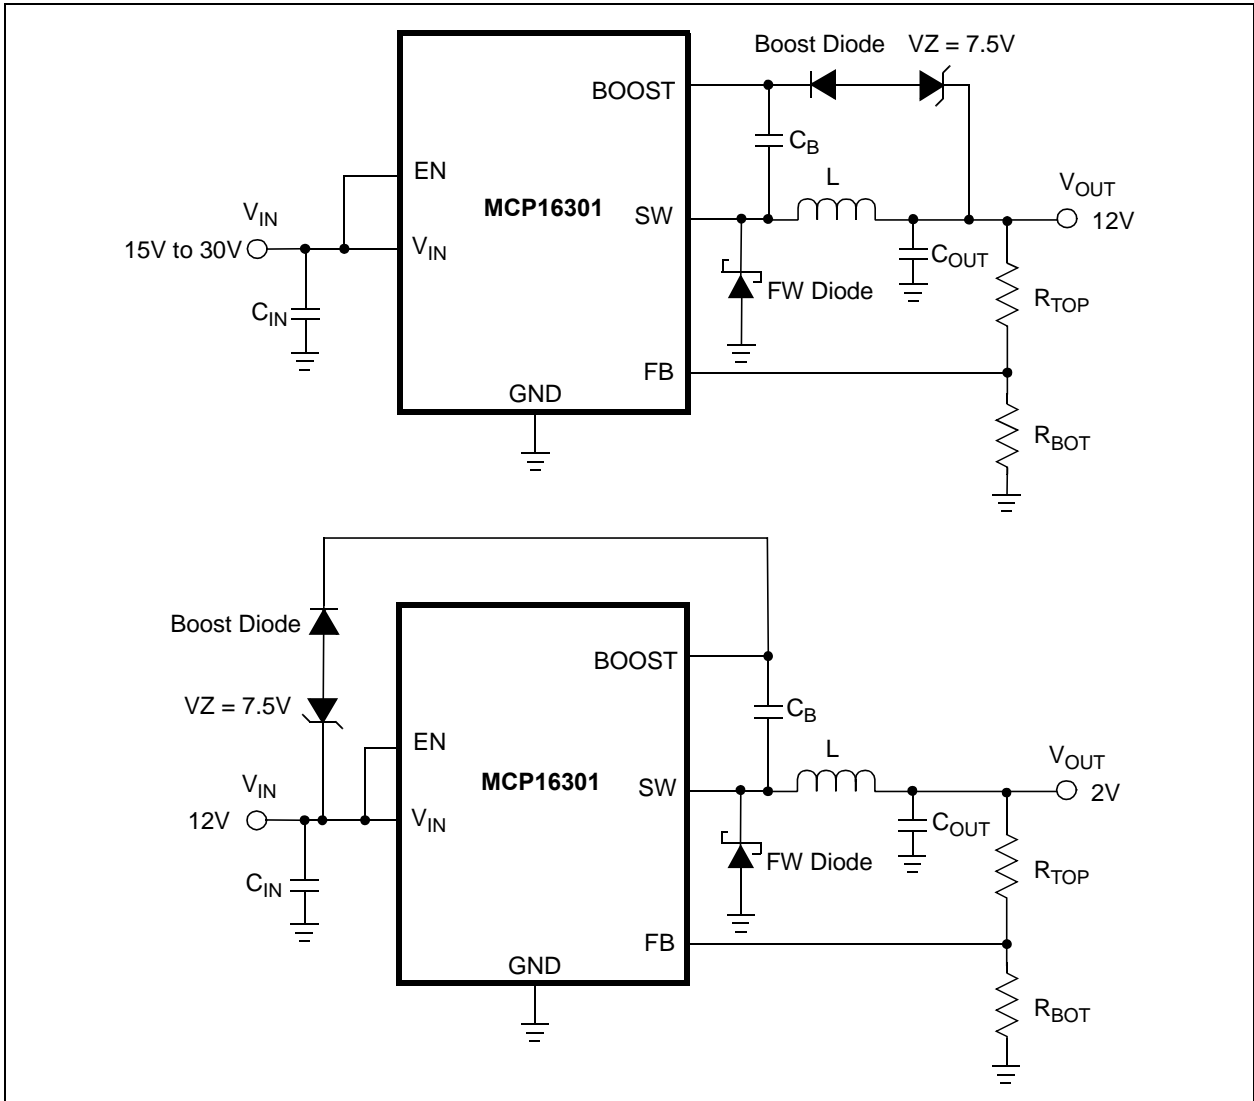 Boost Diode VZ = 7.5V
BOOST
C_B
EN
L
V_OUT
V_IN
MCP16301
SW
12V
15V to 30V
V_IN
C_OUT
FW Diode
R_TOP
C_IN
FB
GND
R_BOT
Boost Diode
BOOST
VZ = 7.5V
C_B
EN
L
V_OUT
V_IN
MCP16301
SW
2V
12V
V_IN
C_OUT
FW Diode
C_IN
R_TOP
FB
GND
R_BOT